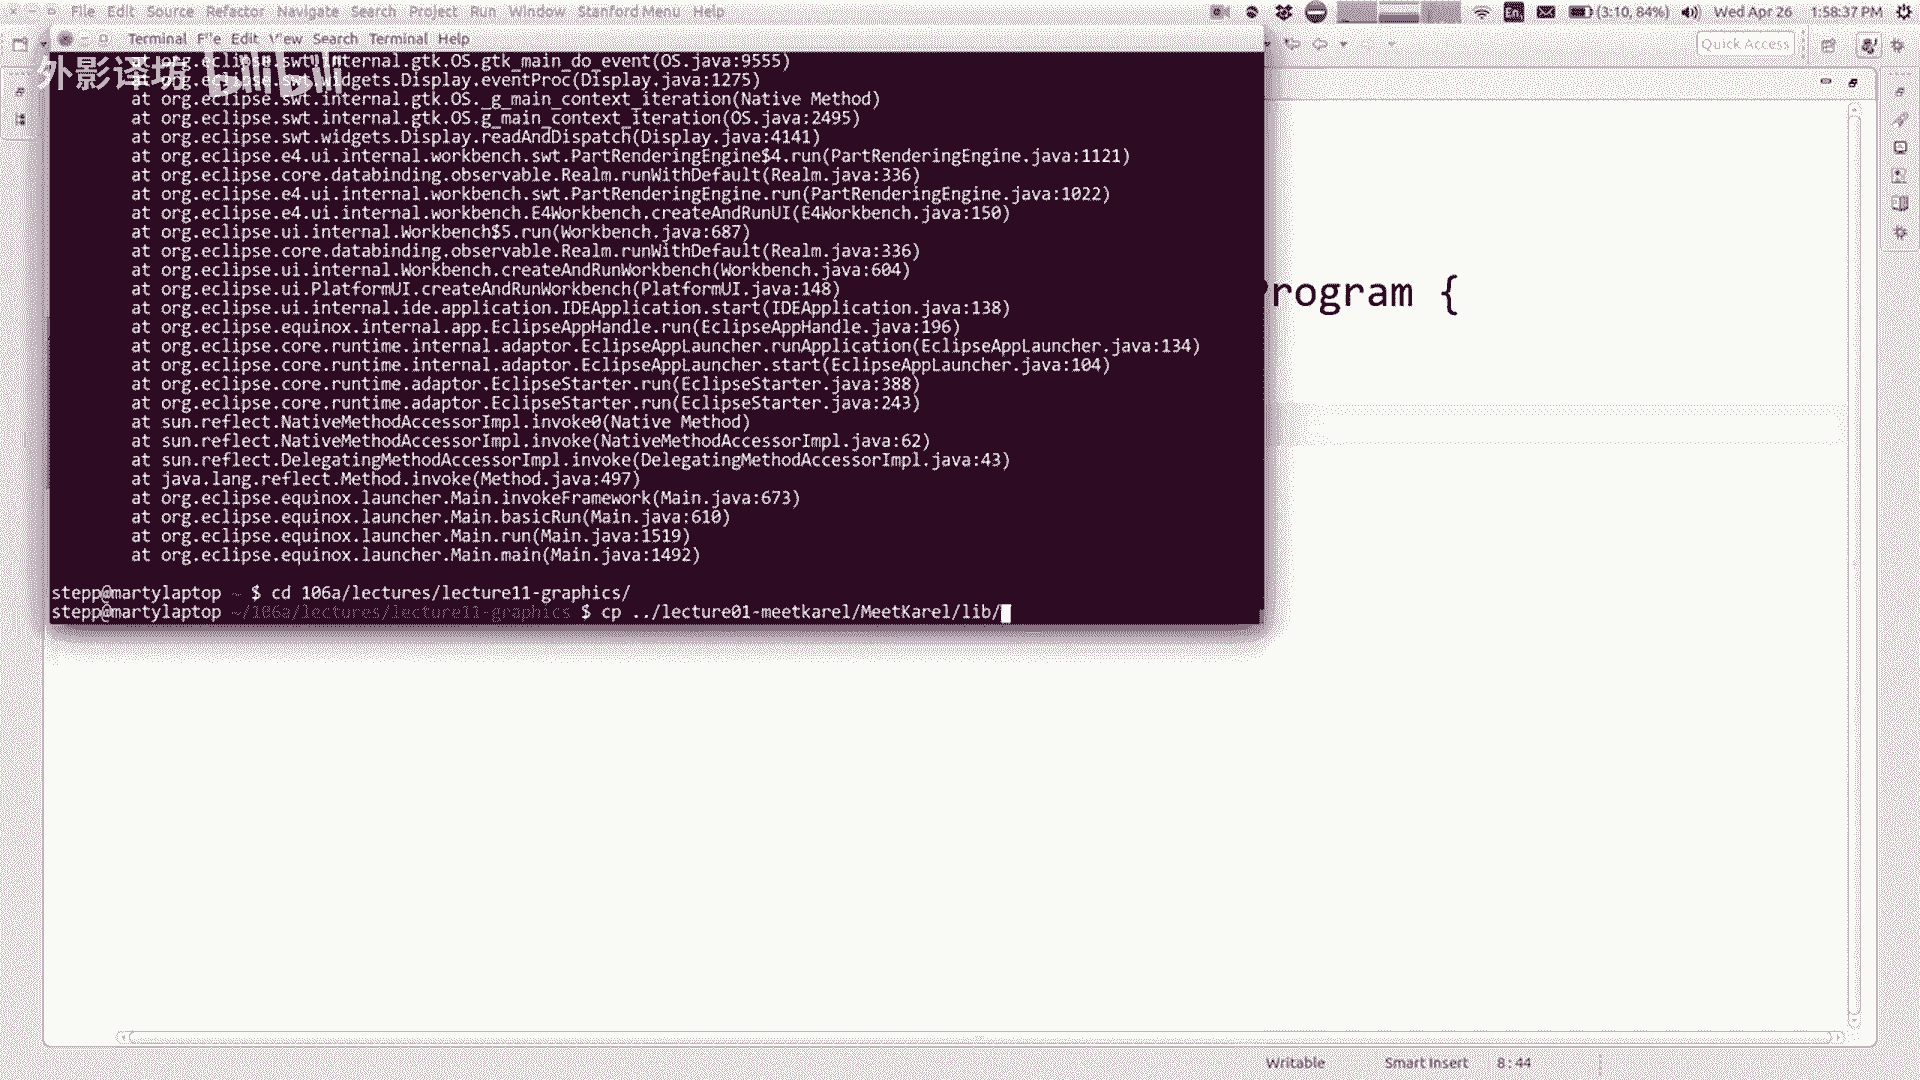 File Edit Source Refactor Navigate Search Project Run Window Stanford Menu Help
En (3:10, 84%) Wed Apr 26 1:58:37 PM
Terminal File Edit View Search Terminal Help
Quick Access
外影译坊 bilibili
at org.eclipse.swt.internal.gtk.OS.gtk_main_do_event(OS.java:9555)
at org.eclipse.swt.widgets.Display.eventProc(Display.java:1275)
at org.eclipse.swt.internal.gtk.OS._g_main_context_iteration(Native Method)
at org.eclipse.swt.internal.gtk.OS.g_main_context_iteration(OS.java:2495)
at org.eclipse.swt.widgets.Display.readAndDispatch(Display.java:4141)
at org.eclipse.e4.ui.internal.workbench.swt.PartRenderingEngine$4.run(PartRenderingEngine.java:1121)
at org.eclipse.core.databinding.observable.Realm.runWithDefault(Realm.java:336)
at org.eclipse.e4.ui.internal.workbench.swt.PartRenderingEngine.run(PartRenderingEngine.java:1022)
at org.eclipse.e4.ui.internal.workbench.E4Workbench.createAndRunUI(E4Workbench.java:150)
at org.eclipse.ui.internal.Workbench$5.run(Workbench.java:687)
at org.eclipse.core.databinding.observable.Realm.runWithDefault(Realm.java:336)
at org.eclipse.ui.internal.Workbench.createAndRunWorkbench(Workbench.java:604)
at org.eclipse.ui.PlatformUI.createAndRunWorkbench(PlatformUI.java:148)
at org.eclipse.ui.internal.ide.application.IDEApplication.start(IDEApplication.java:138)
at org.eclipse.equinox.internal.app.EclipseAppHandle.run(EclipseAppHandle.java:196)
at org.eclipse.core.runtime.internal.adaptor.EclipseAppLauncher.runApplication(EclipseAppLauncher.java:134)
at org.eclipse.core.runtime.internal.adaptor.EclipseAppLauncher.start(EclipseAppLauncher.java:104)
at org.eclipse.core.runtime.adaptor.EclipseStarter.run(EclipseStarter.java:388)
at org.eclipse.core.runtime.adaptor.EclipseStarter.run(EclipseStarter.java:243)
at sun.reflect.NativeMethodAccessorImpl.invoke0(Native Method)
at sun.reflect.NativeMethodAccessorImpl.invoke(NativeMethodAccessorImpl.java:62)
at sun.reflect.DelegatingMethodAccessorImpl.invoke(DelegatingMethodAccessorImpl.java:43)
at java.lang.reflect.Method.invoke(Method.java:497)
at org.eclipse.equinox.launcher.Main.invokeFramework(Main.java:673)
at org.eclipse.equinox.launcher.Main.basicRun(Main.java:610)
at org.eclipse.equinox.launcher.Main.run(Main.java:1519)
at org.eclipse.equinox.launcher.Main.main(Main.java:1492)
stepp@martylaptop ~ $ cd 106a/lectures/lecture11-graphics/
stepp@martylaptop ~/106a/lectures/lecture11-graphics $ cp ../lecture01-meetkarel/MeetKarel/lib/
Program {
Writable Smart Insert 8:44